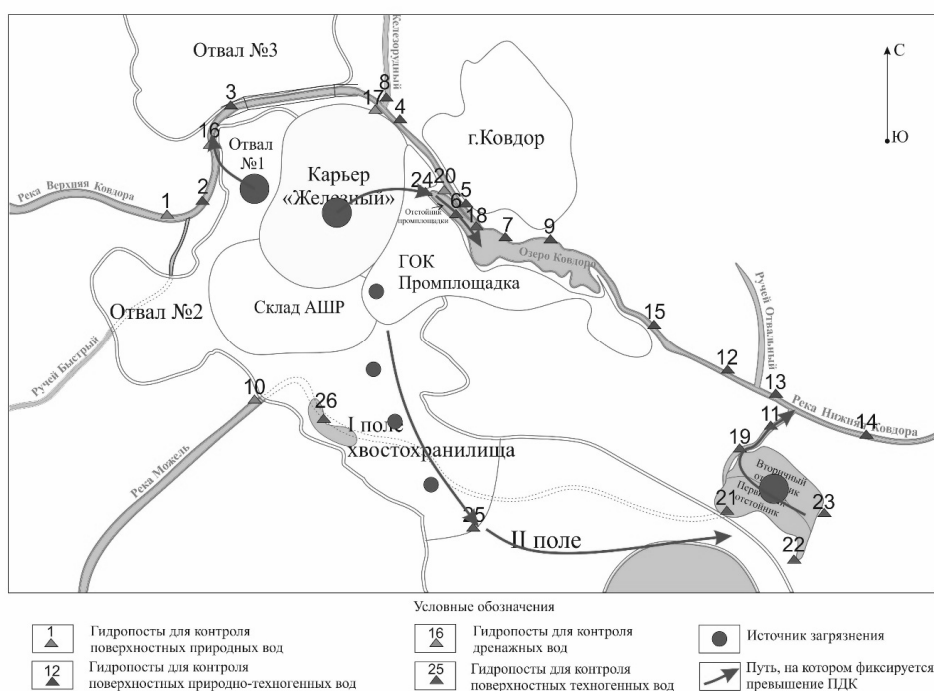 Отвал №3
Железорудный
С
Ю
8
3
17
4
г.Ковдор
16
Отвал
№1
Карьер
«Железный»
Река Верхняя Ковдора
1
2
24
20
5
6
Отстойник
промплощадки
18
7
9
Озеро Ковдора
ГОК
Промплощадка
Отвал №2
Склад АШР
Ручей Быстрый
15
Ручей Отвальный
12
13
10
26
I поле
хвостохранилища
11
14
Река Нижняя Ковдора
Река Можель
19
Вторичный
отстойник
Первичный
отстойник
21
23
25
II поле
22
Условные обозначения
1
Гидропосты для контроля
поверхностных природных вод
16
Гидропосты для контроля
дренажных вод
Источник загрязнения
12
Гидропосты для контроля
поверхностных природно-техногенных вод
25
Гидропосты для контроля
поверхностных техногенных вод
Путь, на котором фиксируется
превышение ПДК